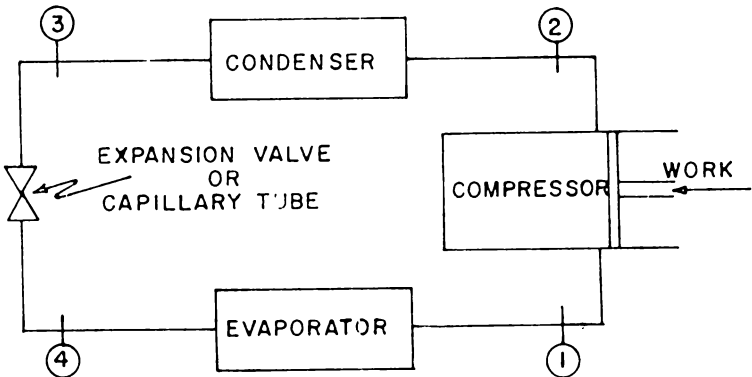 3
2
CONDENSER
EXPANSION VALVE
OR
CAPILLARY TUBE
COMPRESSOR
WORK
EVAPORATOR
4
1